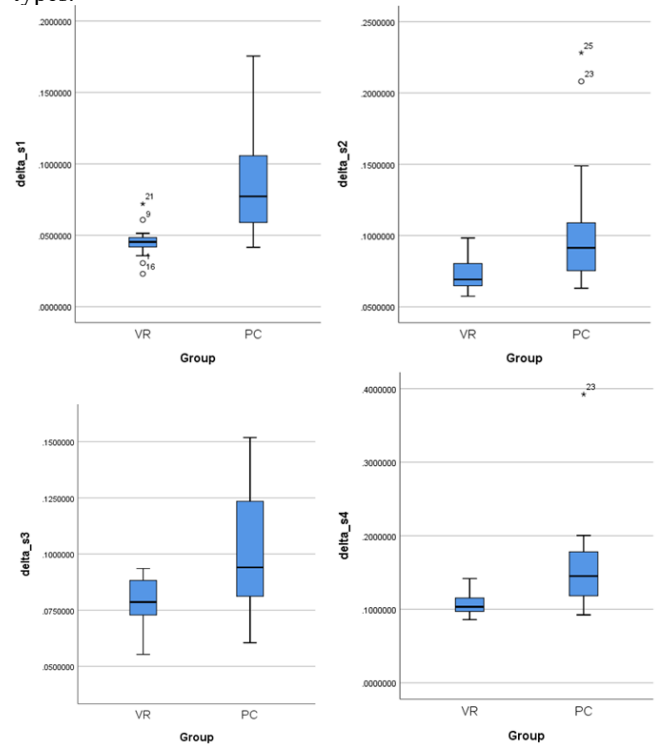 types.
.2000000
.1500000
.1000000
.0500000
.0000000
delta_s1
21
9
16
VR
PC
Group
.2500000
.2000000
.1500000
.1000000
.0500000
delta_s2
25
23
VR
PC
Group
.1500000
.1250000
.1000000
.0750000
.0500000
delta_s3
VR
PC
Group
.4000000
.3000000
.2000000
.1000000
.0000000
delta_s4
23
VR
PC
Group